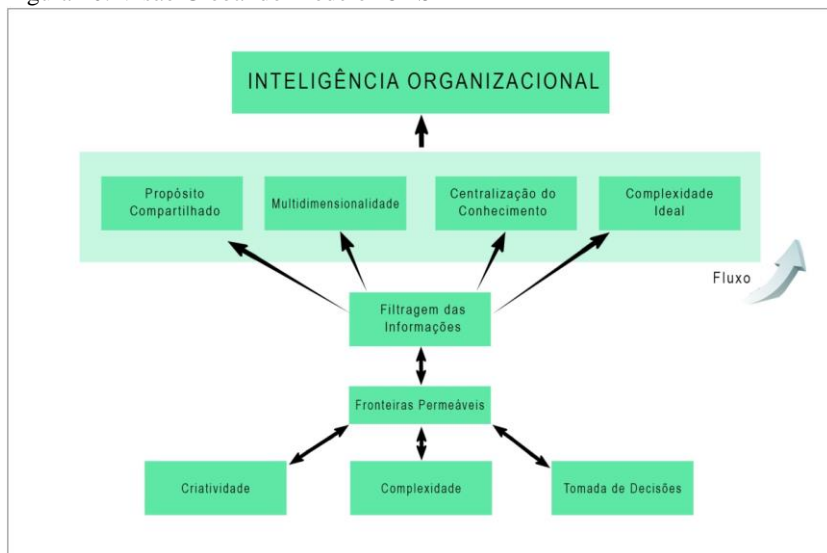 INTELIGÊNCIA ORGANIZACIONAL
Propósito
Compartilhado
Multidimensionalidade
Centralização do
Conhecimento
Complexidade
Ideal
Fluxo
Filtragem das
Informações
Fronteiras Permeáveis
Criatividade
Complexidade
Tomada de Decisões